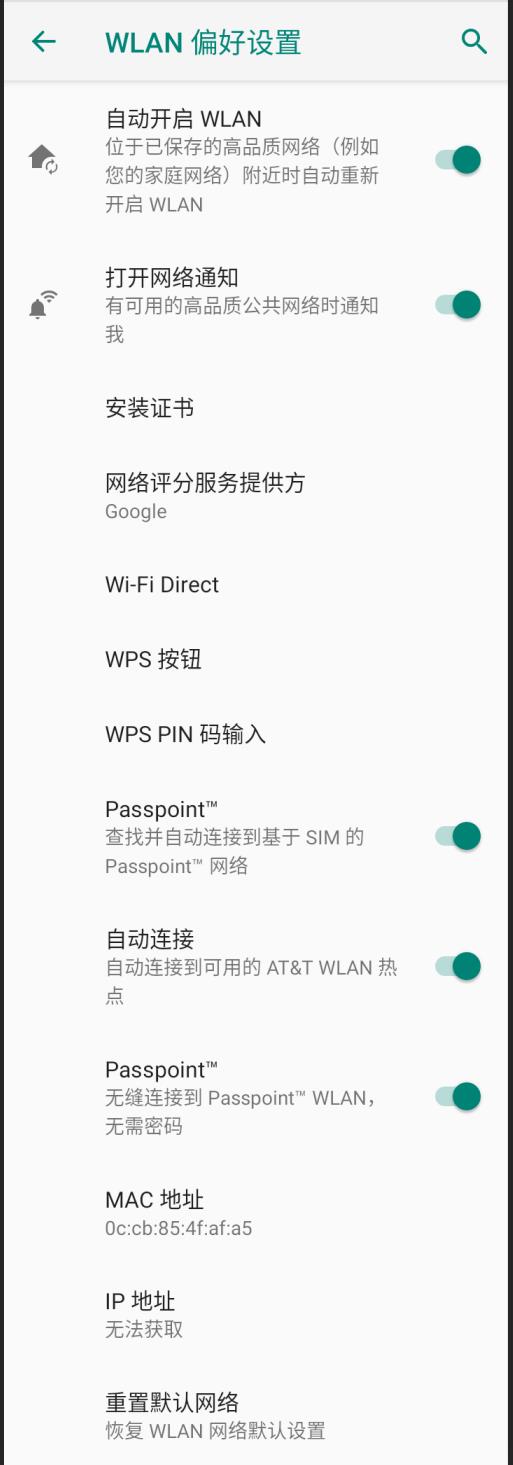 WLAN 偏好设置
自动开启 WLAN
位于已保存的高品质网络（例如
您的家庭网络）附近时自动重新
开启 WLAN
打开网络通知
有可用的高品质公共网络时通知
我
安装证书
网络评分服务提供方
Google
Wi-Fi Direct
WPS 按钮
WPS PIN 码输入
Passpoint™
查找并自动连接到基于 SIM 的
Passpoint™ 网络
自动连接
自动连接到可用的 AT&T WLAN 热
点
Passpoint™
无缝连接到 Passpoint™ WLAN，
无需密码
MAC 地址
0c:cb:85:4f:af:a5
IP 地址
无法获取
重置默认网络
恢复 WLAN 网络默认设置